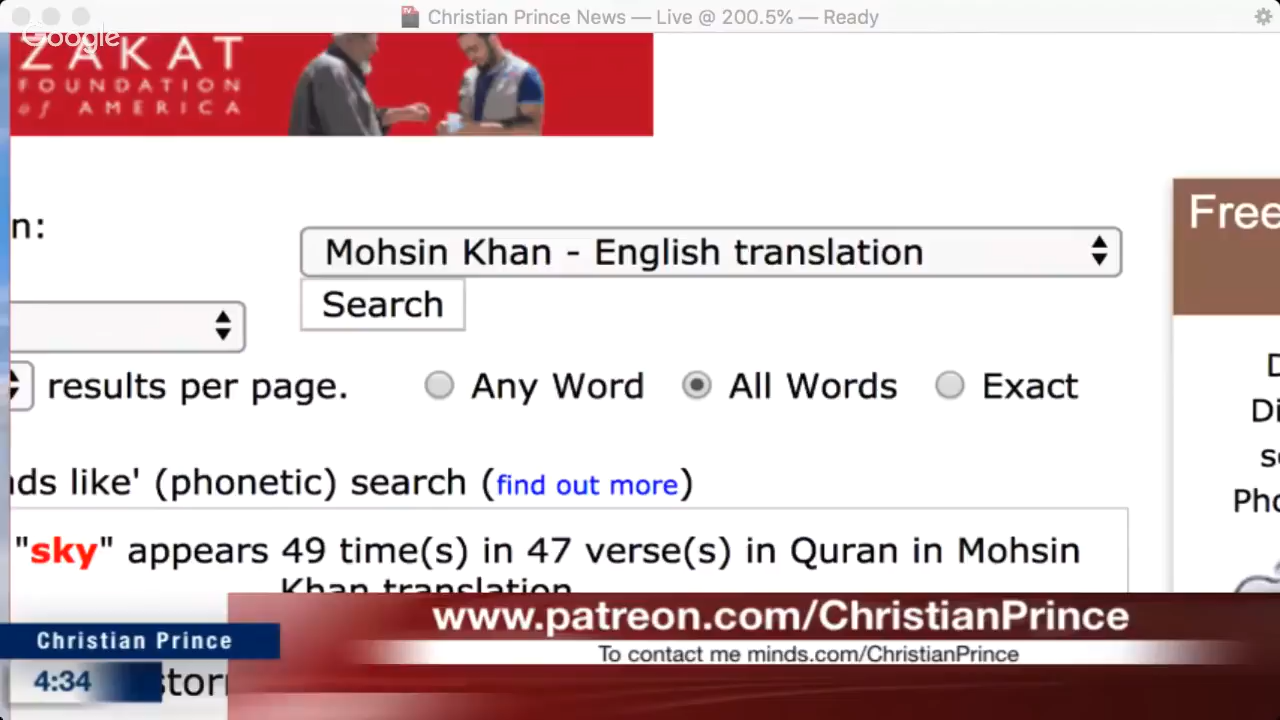 Christian Prince News — Live @ 200.5% — Ready
Google
ZAKAT
FOUNDATION
of AMERICA
n:
Mohsin Khan - English translation
Free
Search
results per page.
Any Word
All Words
Exact
nds like' (phonetic) search (find out more)
"sky" appears 49 time(s) in 47 verse(s) in Quran in Mohsin
Khan translation
www.patreon.com/ChristianPrince
Christian Prince
To contact me minds.com/ChristianPrince
4:34